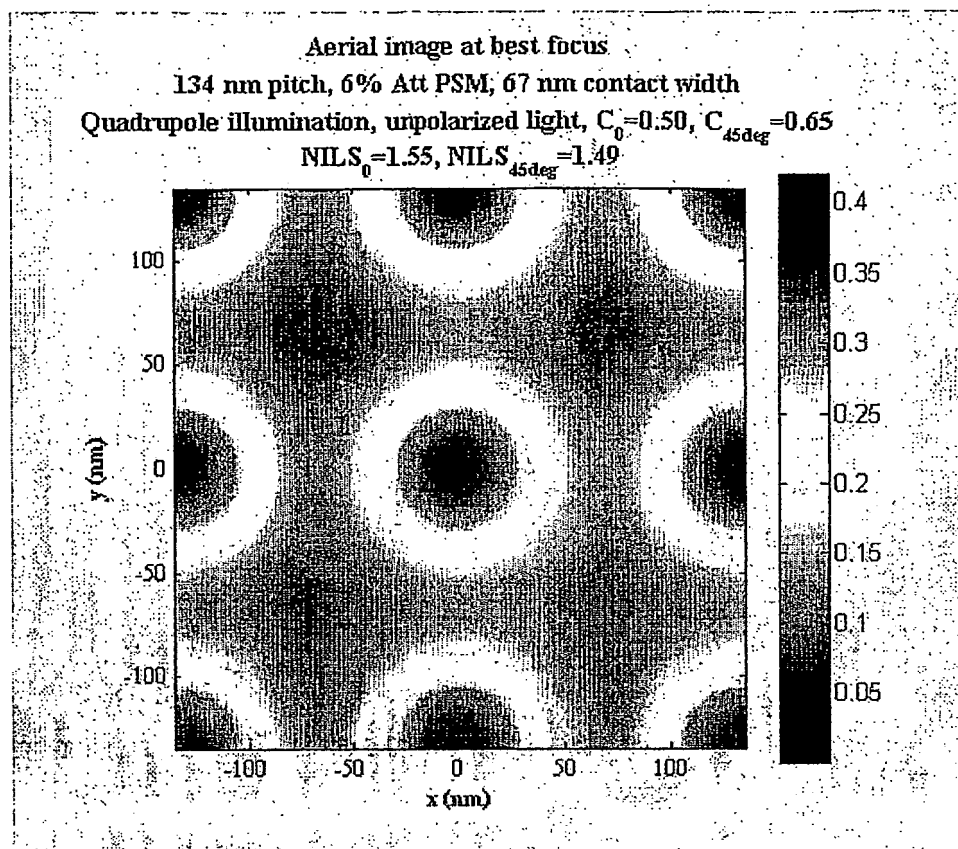 Aerial image at best focus
134 nm pitch, 6% Att PSM, 67 nm contact width
Quadrupole illumination, unpolarized light, C0=0.50, C45deg=0.65
NILS0=1.55, NILS45deg=1.49
0.4
0.35
0.3
0.25
0.2
0.15
0.1
0.05
100
50
0
-50
-100
y (nm)
-100 -50 0 50 100
x (nm)